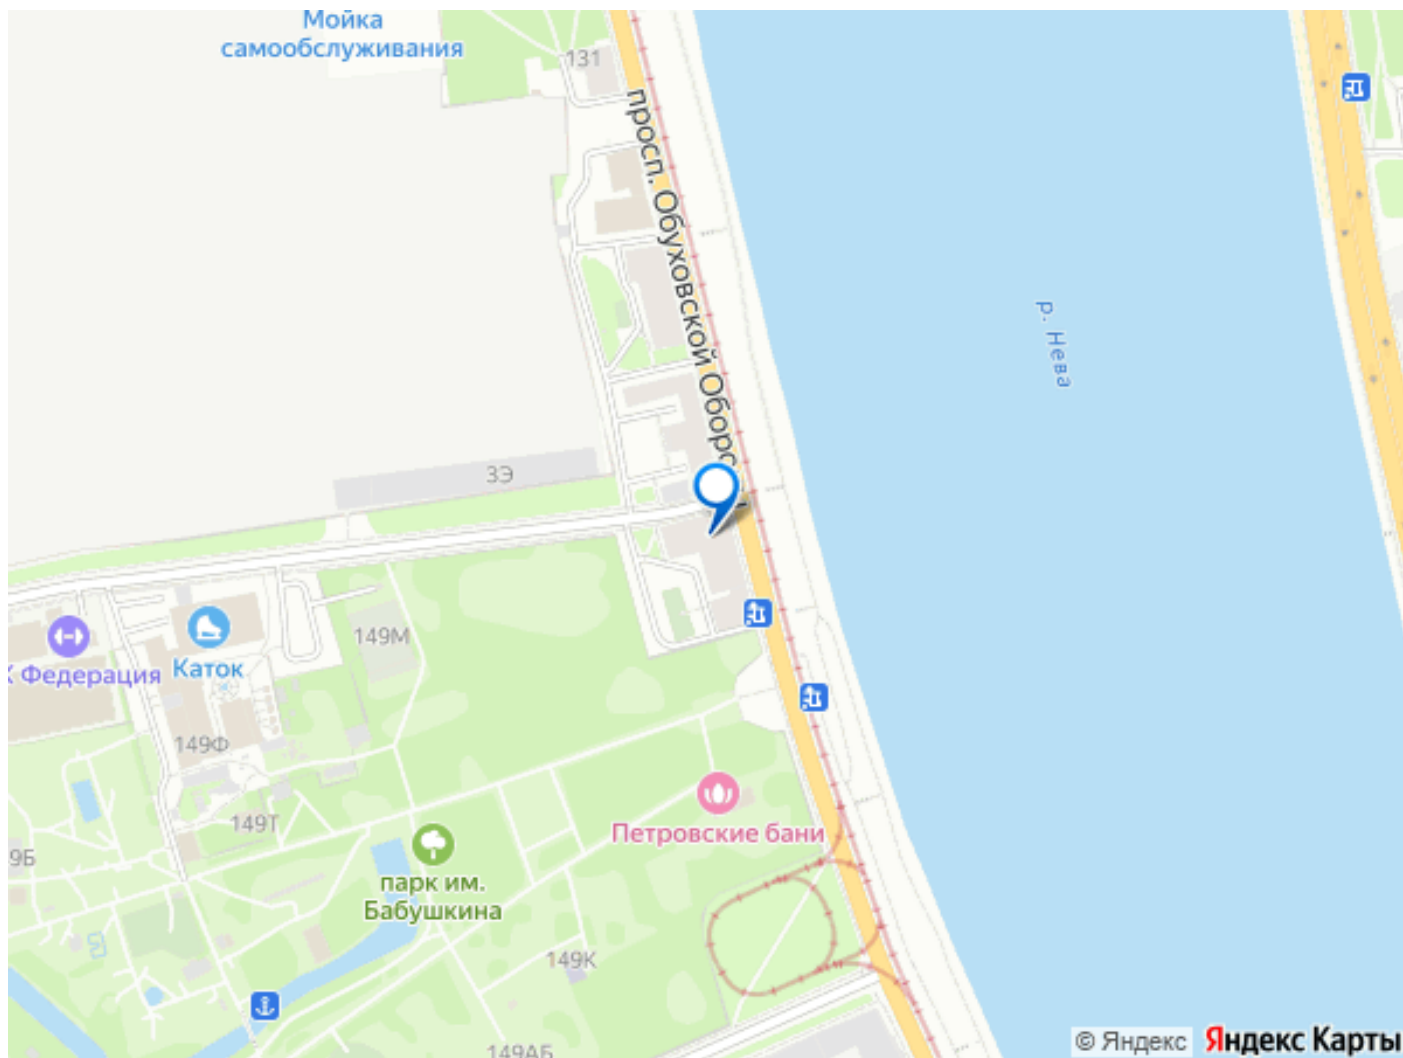 Мойка
самообслуживания
131
просп. Обуховской Оборо
р. Нева
3Э
149М
К Федерация
Каток
149Ф
149Т
9Б
Петровские бани
парк им.
Бабушкина
149К
149АБ
© Яндекс Яндекс Карты